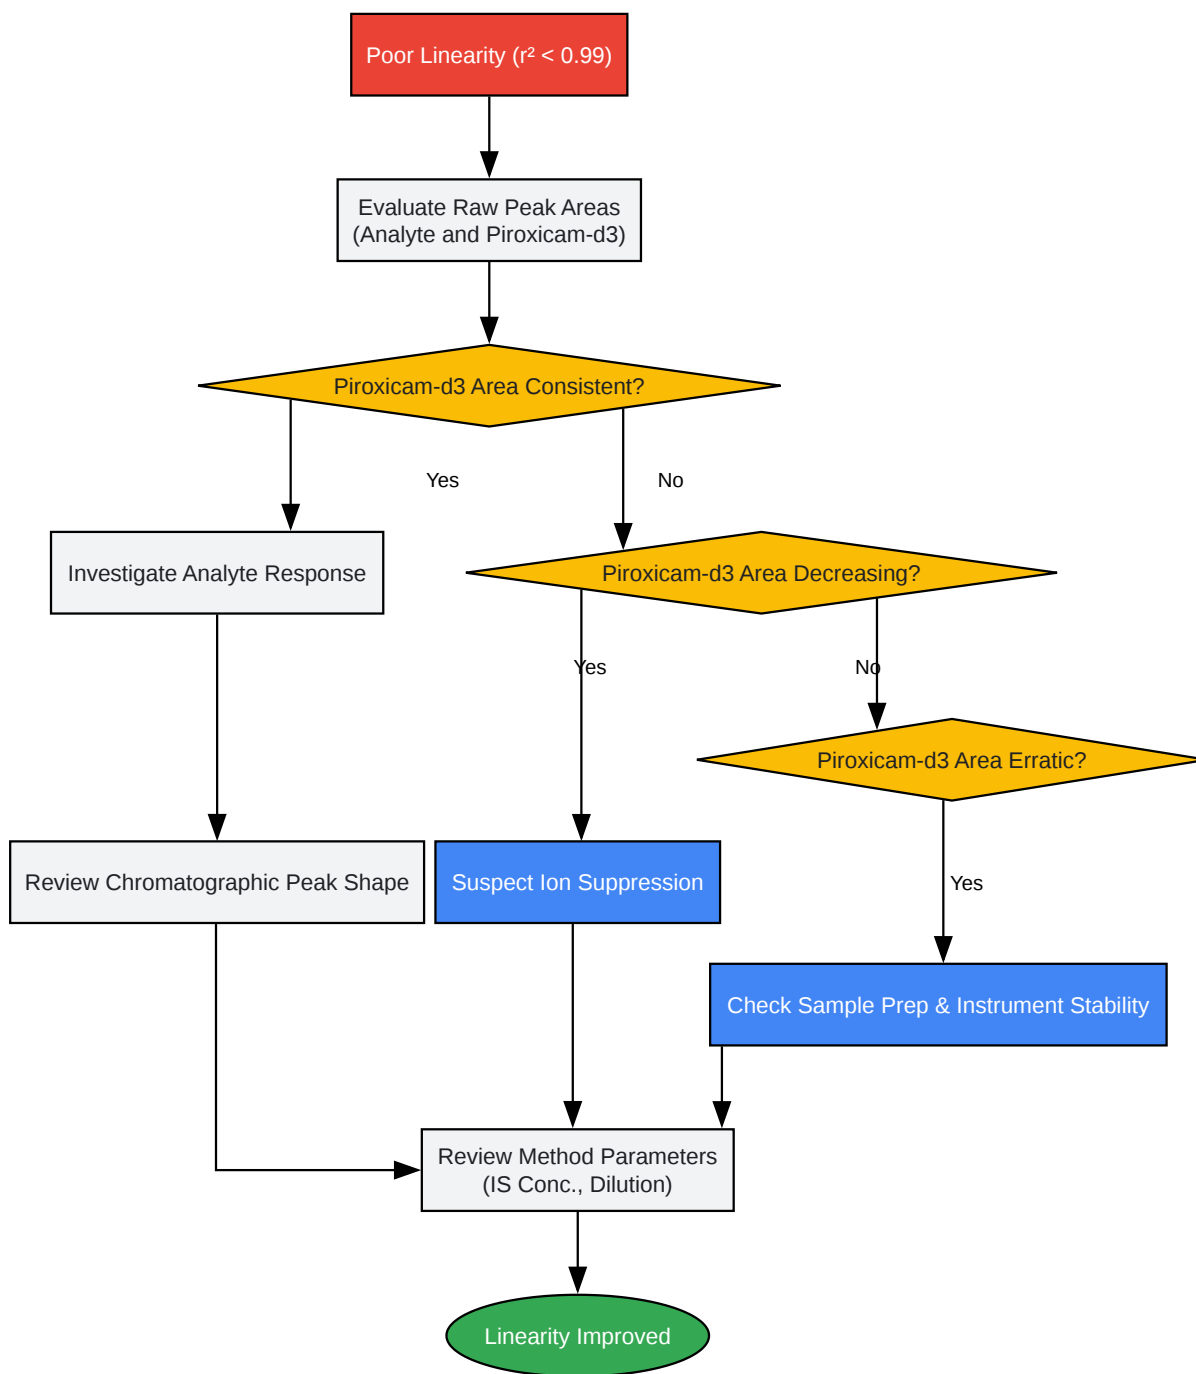 Poor Linearity (r² < 0.99)
Evaluate Raw Peak Areas
(Analyte and Piroxicam-d3)
Piroxicam-d3 Area Consistent?
Yes
No
Investigate Analyte Response
Piroxicam-d3 Area Decreasing?
Yes
No
Piroxicam-d3 Area Erratic?
Review Chromatographic Peak Shape
Suspect Ion Suppression
Yes
Check Sample Prep & Instrument Stability
Review Method Parameters
(IS Conc., Dilution)
Linearity Improved